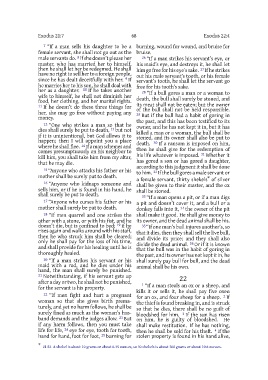 Exodus 21:7
48
Exodus 22:4
7 "If a man sells his daughter to be a
female servant, she shall not go out as the
male servants do. 8 If she doesn't please her
master, who has married her to himself,
then he shall let her be redeemed. He shall
have no right to sell her to a foreign people,
since he has dealt deceitfully with her. 9 If
he marries her to his son, he shall deal with
her as a daughter. 10 If he takes another
wife to himself, he shall not diminish her
food, her clothing, and her marital rights.
11 If he doesn't do these three things for
her, she may go free without paying any
money.
12 "One who strikes a man so that he
dies shall surely be put to death, 13 but not
if it is unintentional, but God allows it to
happen; then I will appoint you a place
where he shall flee. 14 If a man schemes and
comes presumptuously on his neighbor to
kill him, you shall take him from my altar,
that he may die.
15 "Anyone who attacks his father or his
mother shall be surely put to death.
16 "Anyone who kidnaps someone and
sells him, or if he is found in his hand, he
shall surely be put to death.
17 "Anyone who curses his father or his
mother shall surely be put to death.
18 "If men quarrel and one strikes the
other with a stone, or with his fist, and he
doesn't die, but is confined to bed; 19 if he
rises again and walks around with his staff,
then he who struck him shall be cleared;
only he shall pay for the loss of his time,
and shall provide for his healing until he is
thoroughly healed.
20 "If a man strikes his servant or his
maid with a rod, and he dies under his
hand, the man shall surely be punished.
21 Notwithstanding, if his servant gets up
after a day or two, he shall not be punished,
for the servant is his property.
22 "If men fight and hurt a pregnant
woman so that she gives birth prema-
turely, and yet no harm follows, he shall be
surely fined as much as the woman's hus-
band demands and the judges allow. 23 But
if any harm follows, then you must take
life for life, 24 eye for eye, tooth for tooth,
hand for hand, foot for foot, 25 burning for
burning, wound for wound, and bruise for
bruise.
26 "If a man strikes his servant's eye, or
his maid's eye, and destroys it, he shall let
him go free for his eye's sake. 27 If he strikes
out his male servant's tooth, or his female
servant's tooth, he shall let the servant go
free for his tooth's sake.
28 "If a bull gores a man or a woman to
death, the bull shall surely be stoned, and
its meat shall not be eaten; but the owner
of the bull shall not be held responsible.
29 But if the bull had a habit of goring in
the past, and this has been testified to its
owner, and he has not kept it in, but it has
killed a man or a woman, the bull shall be
stoned, and its owner shall also be put to
death. 30 If a ransom is imposed on him,
then he shall give for the redemption of
his life whatever is imposed. 31 Whether it
has gored a son or has gored a daughter,
according to this judgment it shall be done
to him. 32 If the bull gores a male servant or
a female servant, thirty shekels of silver
shall be given to their master, and the ox
shall be stoned.
33 "If a man opens a pit, or if a man digs
a pit and doesn't cover it, and a bull or a
donkey falls into it, 34 the owner of the pit
shall make it good. He shall give money to
its owner, and the dead animal shall be his.
35 "If one man's bull injures another's, so
that it dies, then they shall sell the live bull,
and divide its price; and they shall also
divide the dead animal. 36 Or if it is known
that the bull was in the habit of goring in
the past, and its owner has not kept it in, he
shall surely pay bull for bull, and the dead
animal shall be his own.
22
1 "If a man steals an ox or a sheep, and
kills it or sells it, he shall pay five oxen
for an ox, and four sheep for a sheep. 2 If
the thief is found breaking in, and is struck
so that he dies, there shall be no guilt of
bloodshed for him. 3 If the sun has risen
on him, he is guilty of bloodshed. He
shall make restitution. If he has nothing,
then he shall be sold for his theft. 4 If the
stolen property is found in his hand alive,